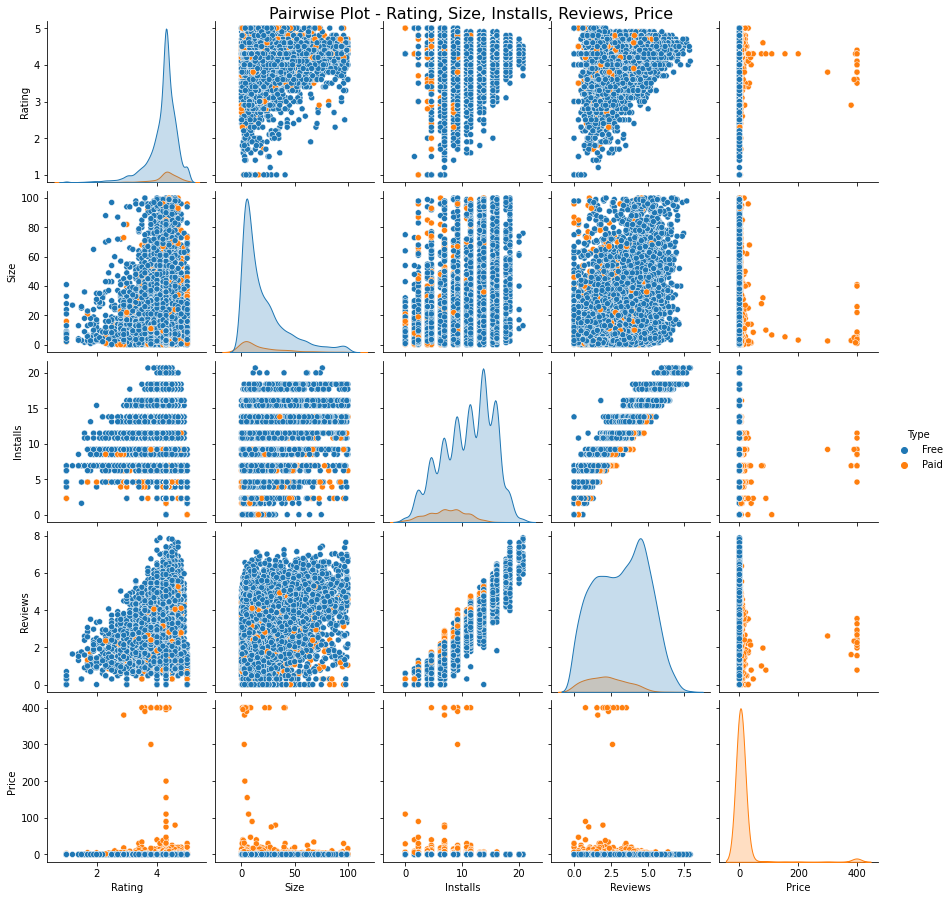 Pairwise Plot - Rating, Size, Installs, Reviews, Price
5
4
3
2
1
Rating
100
80
60
40
20
0
Size
20
15
10
5
0
Installs
Type
Free
Paid
8
6
4
2
0
Reviews
400
300
200
100
0
Price
2 4
0 50 100
0 10 20
0.0 2.5 5.0 7.5
0 200 400
Rating Size Installs Reviews Price